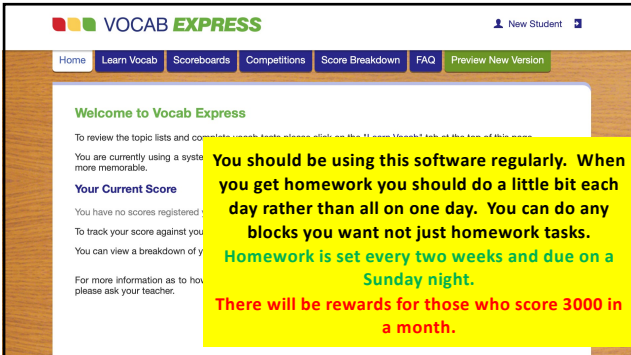 VOCAB EXPRESS
New Student
Home Learn Vocab Scoreboards Competitions Score Breakdown FAQ Preview New Version
Welcome to Vocab Express
To review the topic lists and complete vocab tests please click on the "Learn Vocab" tab at the top of this page.
You are currently using a syste
more memorable.
Your Current Score
You have no scores registered
To track your score against you
You can view a breakdown of y
For more information as to how
please ask your teacher.
You should be using this software regularly. When
you get homework you should do a little bit each
day rather than all on one day. You can do any
blocks you want not just homework tasks.
Homework is set every two weeks and due on a
Sunday night.
There will be rewards for those who score 3000 in
a month.